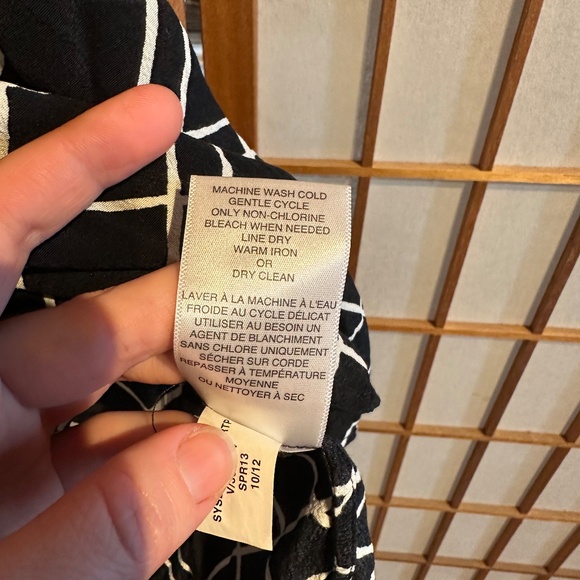 MACHINE WASH COLD
GENTLE CYCLE
ONLY NON-CHLORINE
BLEACH WHEN NEEDED
LINE DRY
WARM IRON
OR
DRY CLEAN
LAVER À LA MACHINE À L'EAU
FROIDE AU CYCLE DÉLICAT
UTILISER AU BESOIN UN
AGENT DE BLANCHIMENT
SANS CHLORE UNIQUEMENT
SÉCHER SUR CORDE
REPASSER À TEMPÉRATURE
MOYENNE
OU NETTOYER À SEC
SPR13
10/12